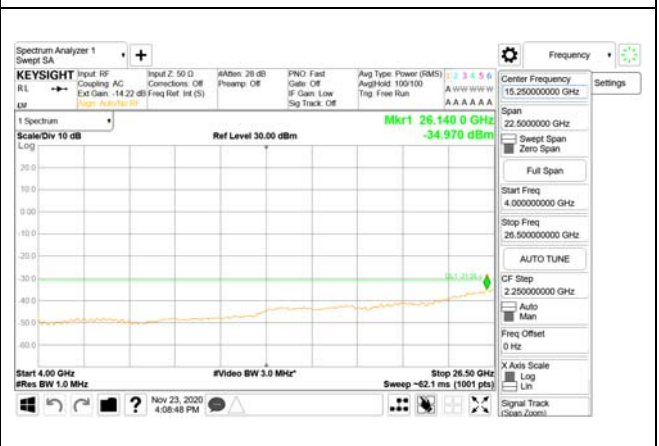 Spectrum Analyzer 1
Swept SA
+
Frequency
KEYSIGHT
RL
Input: RF
Coupling: AC
Ext Gain: -14.22 dB
Align: Auto/No RF
Input Z: 50 Ω
Corrections: Off
Freq Ref: Int (S)
#Atten: 28 dB
Preamp: Off
PNO: Fast
Gate: Off
IF Gain: Low
Sig Track: Off
Avg Type: Power (RMS)
Avg|Hold: 100/100
Trig: Free Run
1 2 3 4 5 6
A W W W W W
A A A A A A
Center Frequency
15.250000000 GHz
Settings
1 Spectrum
Scale/Div 10 dB
Log
Ref Level 30.00 dBm
Mkr1 26.140 0 GHz
-34.970 dBm
20.0
10.0
0.00
-10.0
-20.0
-30.0
-40.0
-50.0
-60.0
Span
22.5000000 GHz
Swept Span
Zero Span
Full Span
Start Freq
4.000000000 GHz
Stop Freq
26.500000000 GHz
AUTO TUNE
CF Step
2.250000000 GHz
Auto
Man
Freq Offset
0 Hz
X Axis Scale
Log
Lin
Signal Track
(Span Zoom)
Start 4.00 GHz
#Res BW 1.0 MHz
#Video BW 3.0 MHz*
Stop 26.50 GHz
Sweep ~62.1 ms (1001 pts)
?
Nov 23, 2020
4:08:48 PM